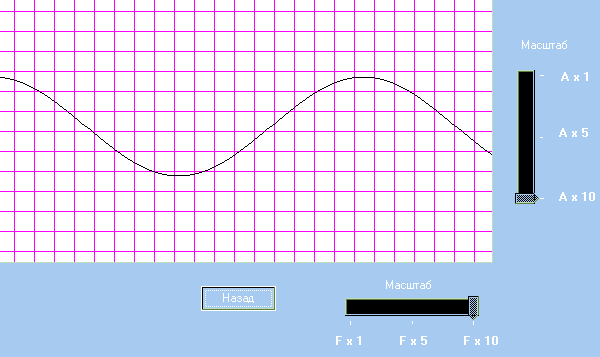 Масштаб
A x 1
A x 5
A x 10
Назад
Масштаб
F x 1 F x 5 F x 10